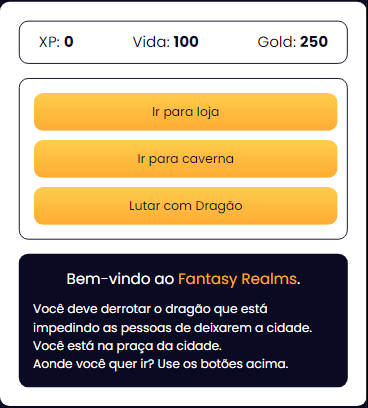 XP: 0 Vida: 100 Gold: 250
Ir para loja
Ir para caverna
Lutar com Dragão
Bem-vindo ao Fantasy Realms.
Você deve derrotar o dragão que está
impedindo as pessoas de deixarem a cidade.
Você está na praça da cidade.
Aonde você quer ir? Use os botões acima.